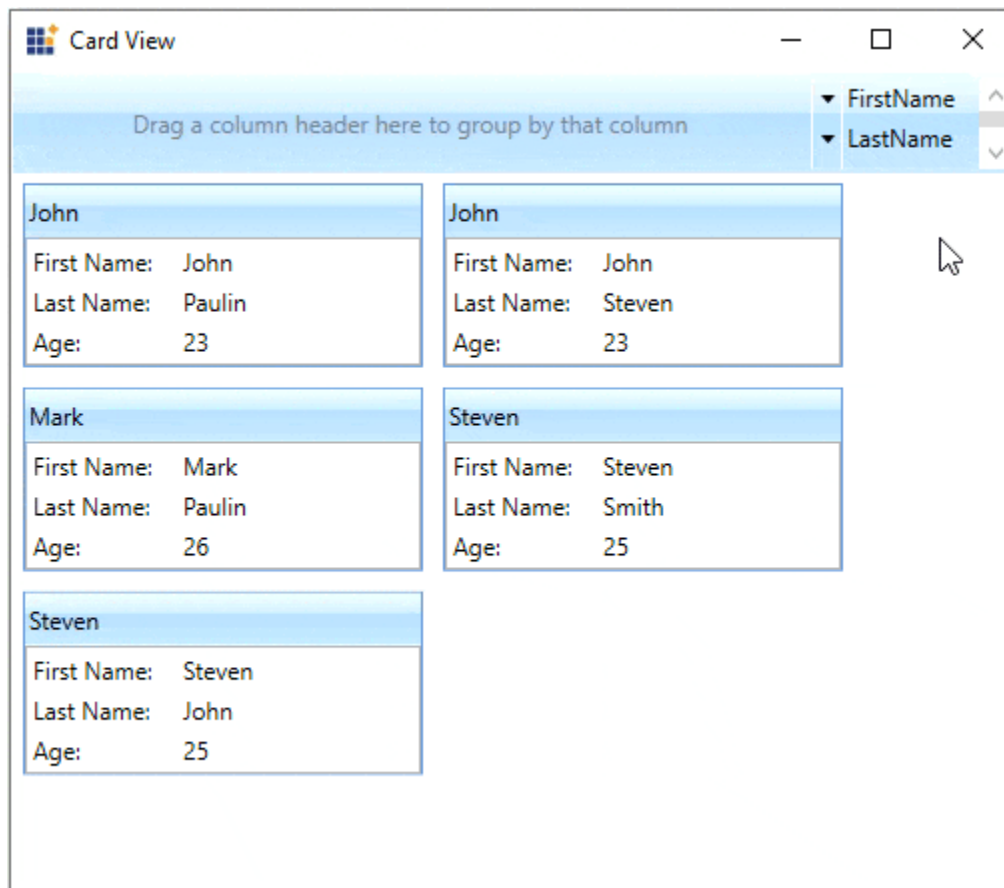 Card View
Drag a column header here to group by that column
FirstName
LastName
John
First Name: John
Last Name: Paulin
Age: 23
John
First Name: John
Last Name: Steven
Age: 23
Mark
First Name: Mark
Last Name: Paulin
Age: 26
Steven
First Name: Steven
Last Name: Smith
Age: 25
Steven
First Name: Steven
Last Name: John
Age: 25